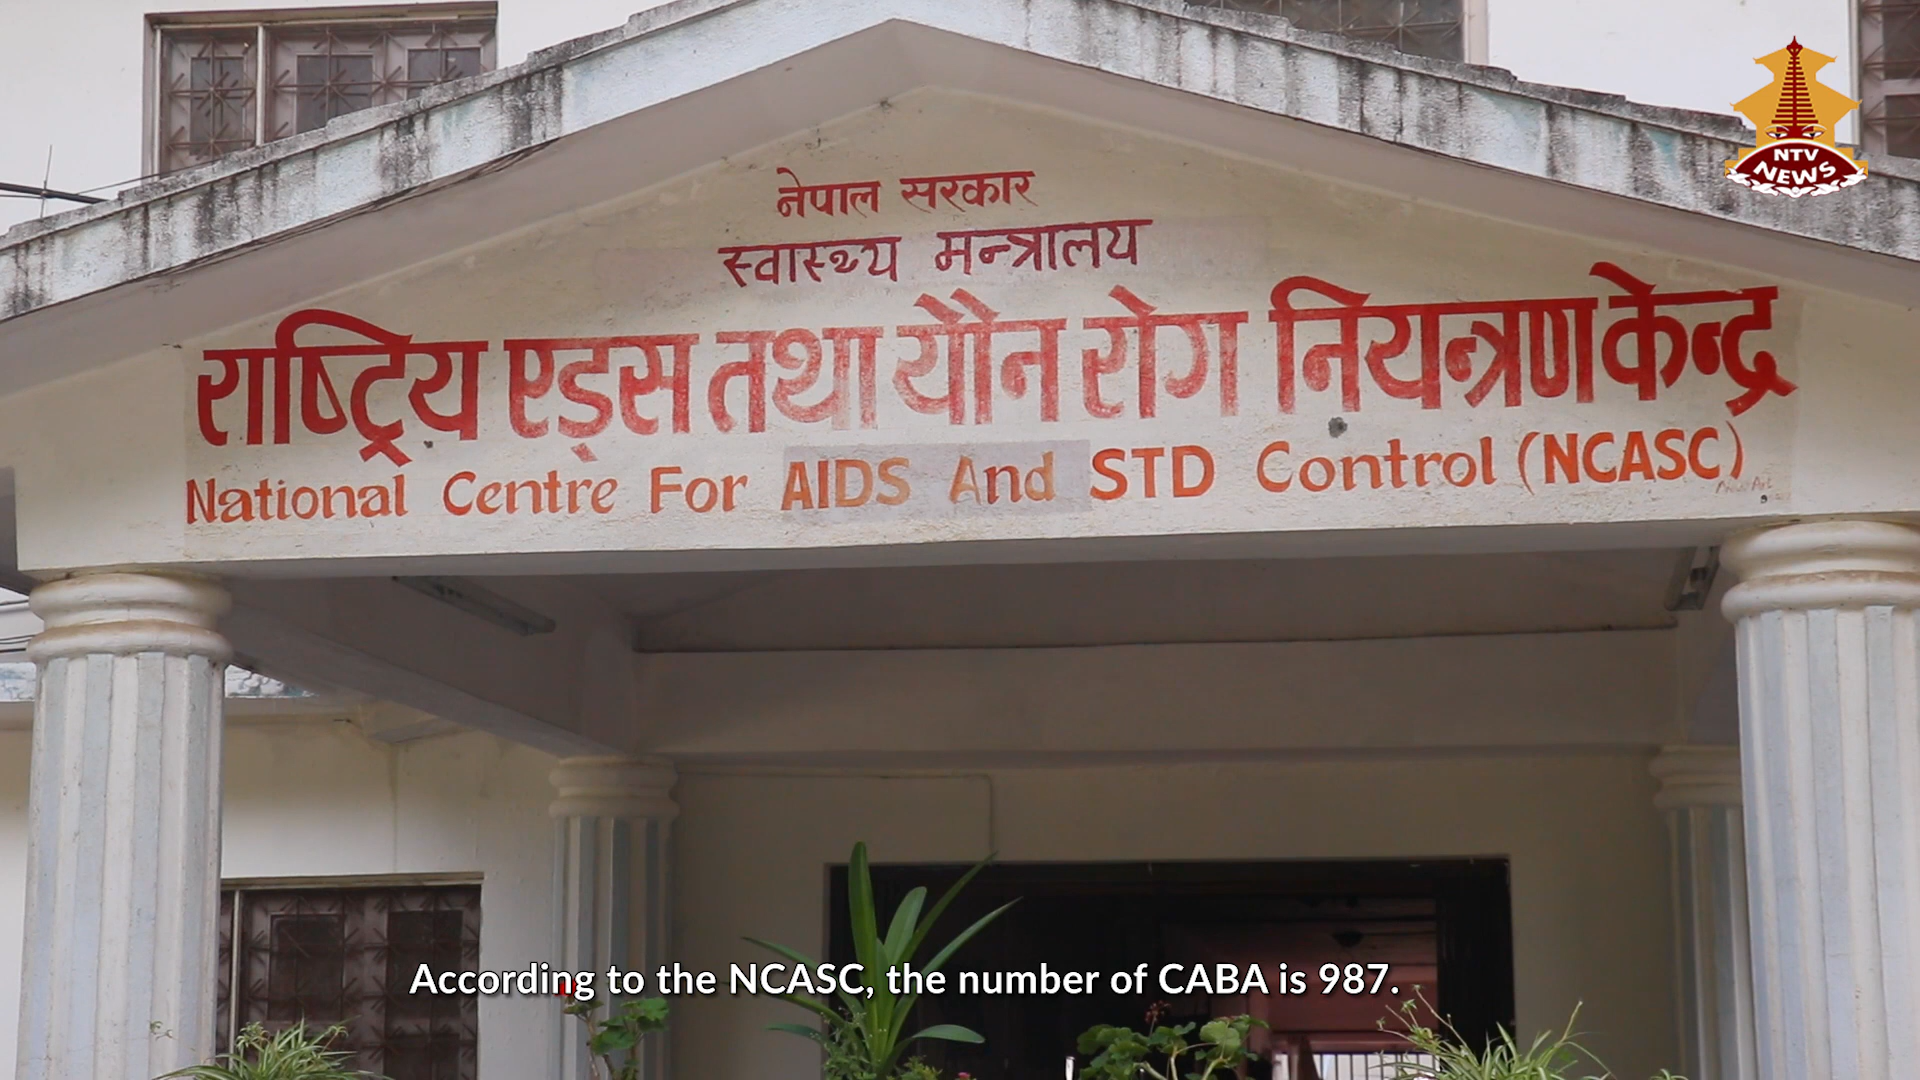 नेपाल सरकार
स्वास्थ्य मन्त्रालय
राष्ट्रिय एड्स तथा यौन रोग नियन्त्रण केन्द्र
National Centre For AIDS And STD Control (NCASC)
NTV
NEWS
According to the NCASC, the number of CABA is 987.